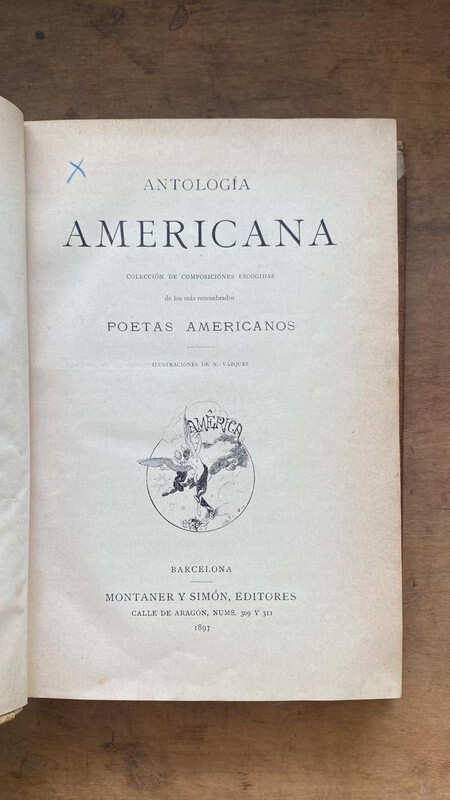 ANTOLOGÍA
AMERICANA
COLECCIÓN DE COMPOSICIONES ESCOGIDAS
de los más renombrados
POETAS AMERICANOS
ILUSTRACIONES DE N. VÁZQUEZ
AMÉRICA
BARCELONA
MONTANER Y SIMÓN, EDITORES
CALLE DE ARAGÓN, NUMS. 309 Y 311
1897